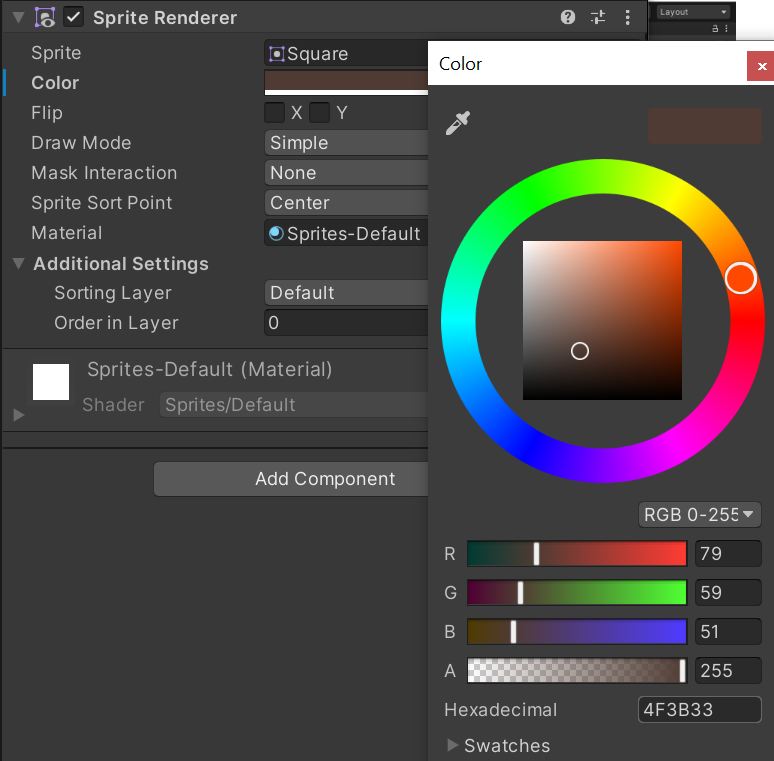 Sprite Renderer
Layout
Color
Sprite
Square
Color
Flip
X
Y
Draw Mode
Simple
Mask Interaction
None
Sprite Sort Point
Center
Material
Sprites-Default
Additional Settings
Sorting Layer
Default
Order in Layer
0
Sprites-Default (Material)
Shader
Sprites/Default
Add Component
RGB 0-255
R
79
G
59
B
51
A
255
Hexadecimal
4F3B33
Swatches